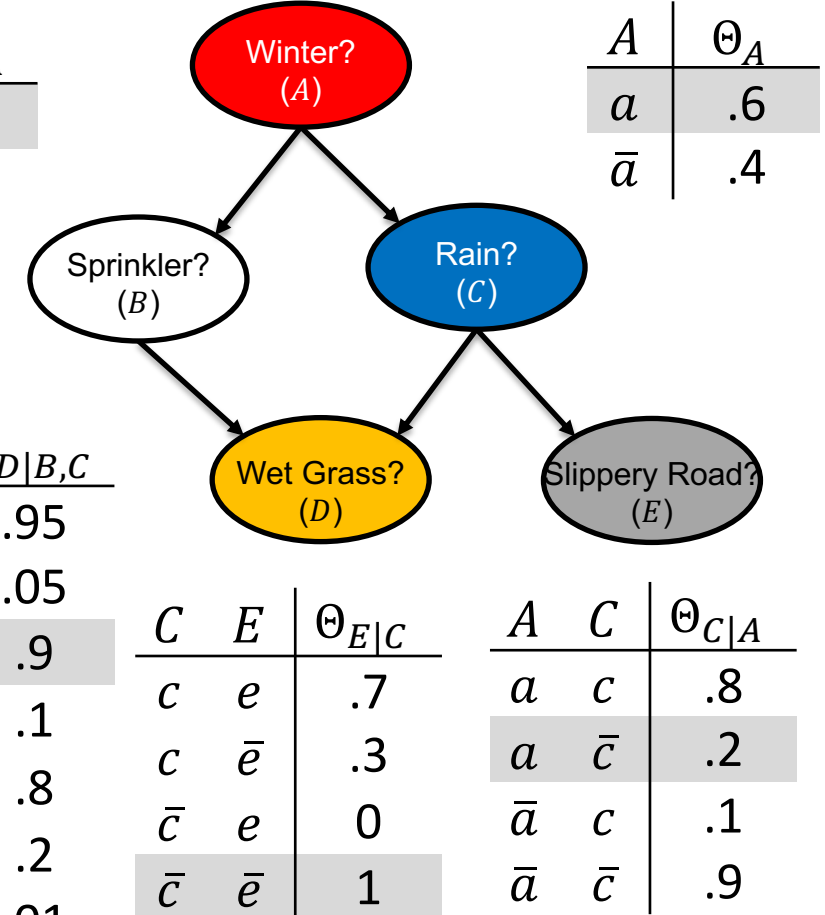 Winter?
(A)
A Θ_A
a .6
ā .4
Sprinkler?
(B)
Rain?
(C)
Wet Grass?
(D)
Slippery Road?
(E)
D|B,C
.95
.05
.9
.1
.8
.2
C E Θ_E|C
c e .7
c ē .3
c̄ e 0
c̄ ē 1
A C Θ_C|A
a c .8
a c̄ .2
ā c .1
ā c̄ .9